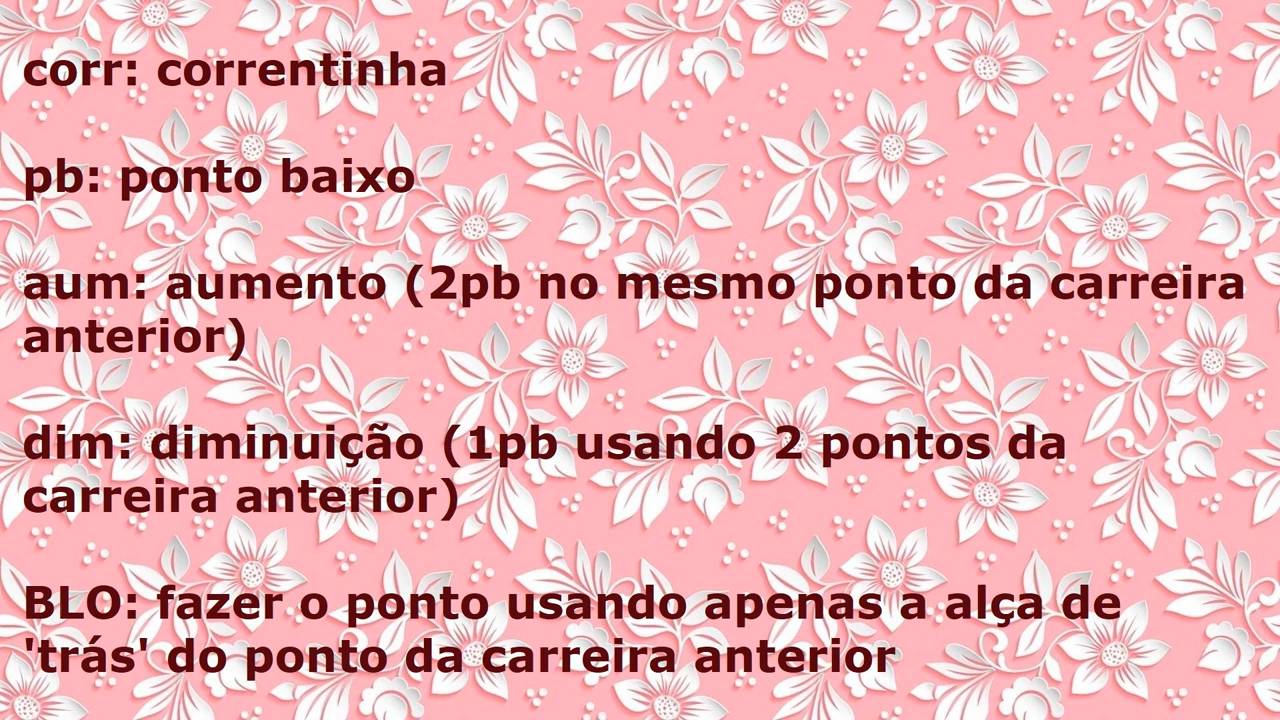 corr: correntinha
pb: ponto baixo
aum: aumento (2pb no mesmo ponto da carreira
anterior)
dim: diminuição (1pb usando 2 pontos da
carreira anterior)
BLO: fazer o ponto usando apenas a alça de
'trás' do ponto da carreira anterior